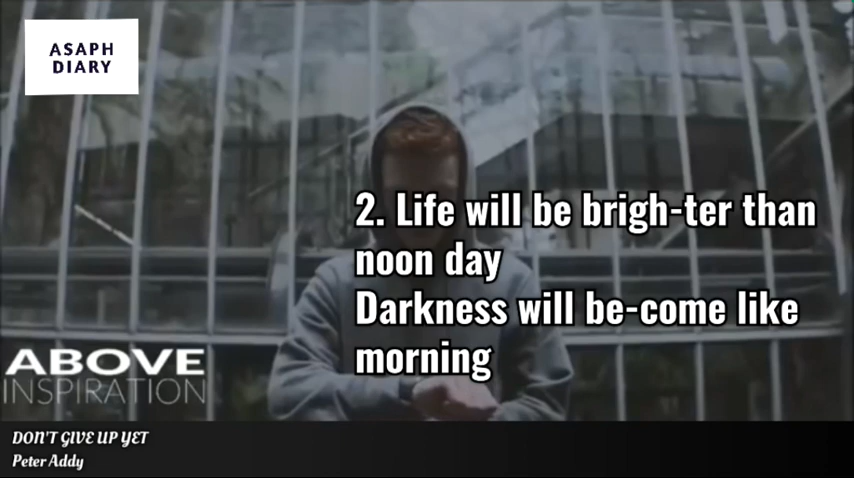 ASAPH
DIARY
2. Life will be brigh-ter than
noon day
Darkness will be-come like
morning
ABOVE
INSPIRATION
DON'T GIVE UP YET
Peter Addy